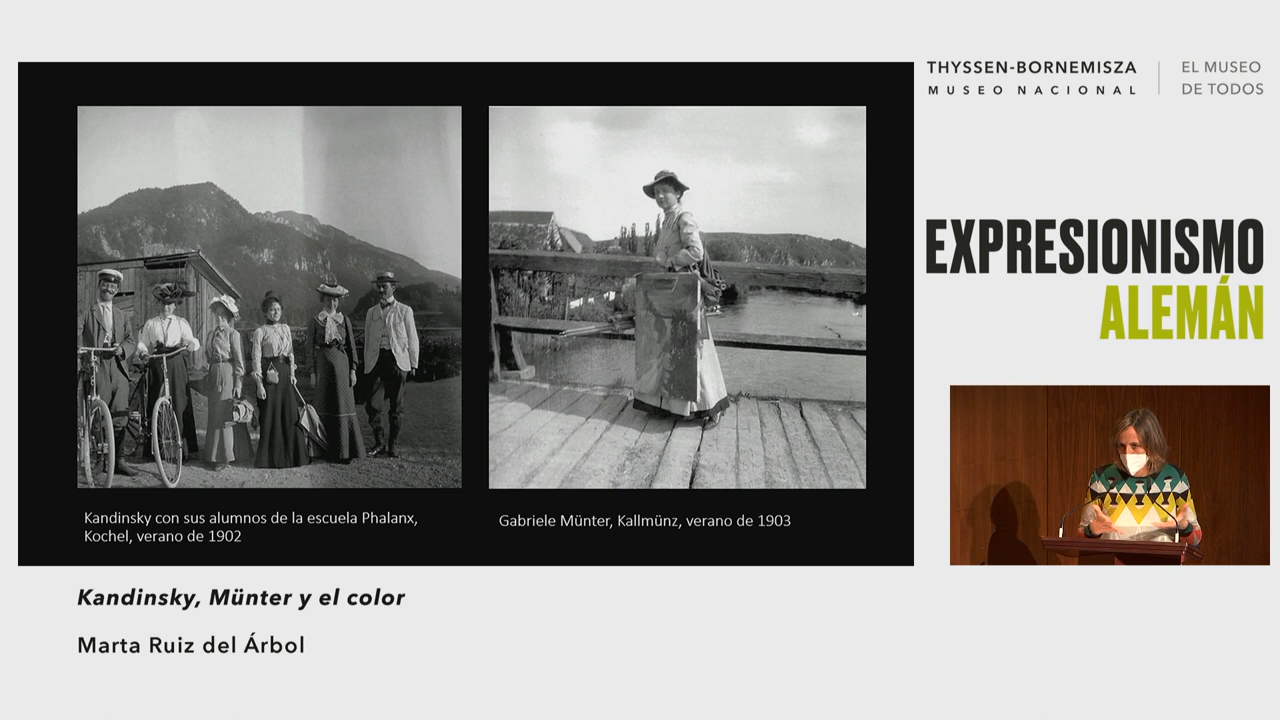 THYSSEN-BORNEMISZA
MUSEO NACIONAL
EL MUSEO
DE TODOS
EXPRESIONISMO
ALEMÁN
Kandinsky con sus alumnos de la escuela Phalanx,
Kochel, verano de 1902
Gabriele Münter, Kallmünz, verano de 1903
Kandinsky, Münter y el color
Marta Ruiz del Árbol